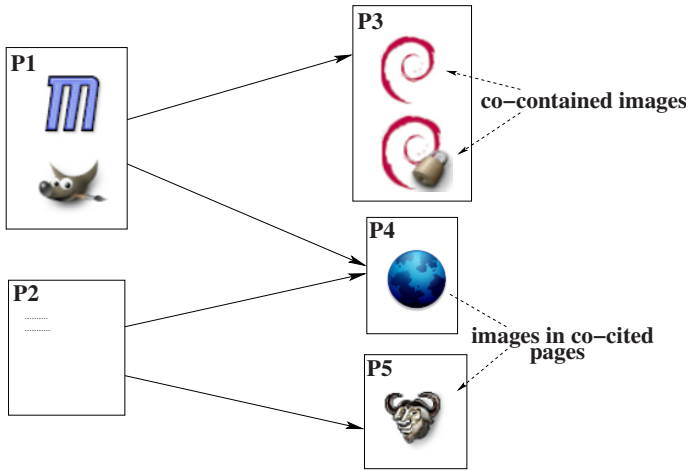 P1
P3
co−contained images
P2
P4
images in co−cited
pages
P5